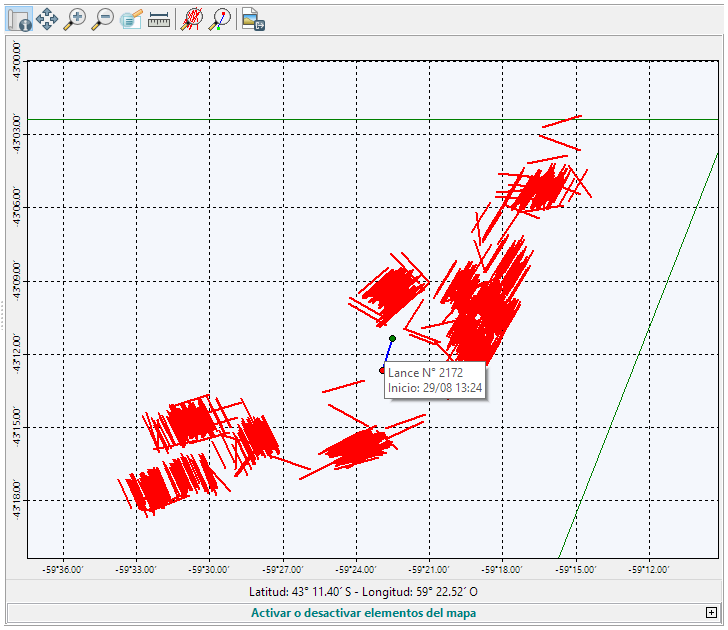 -43°00.00´
-43°03.00´
-43°06.00´
-43°09.00´
-43°12.00´
-43°15.00´
-43°18.00´
Lance N° 2172
Inicio: 29/08 13:24
-59°36.00´ -59°33.00´ -59°30.00´ -59°27.00´ -59°24.00´ -59°21.00´ -59°18.00´ -59°15.00´ -59°12.00´
Latitud: 43° 11.40´ S - Longitud: 59° 22.52´ O
Activar o desactivar elementos del mapa